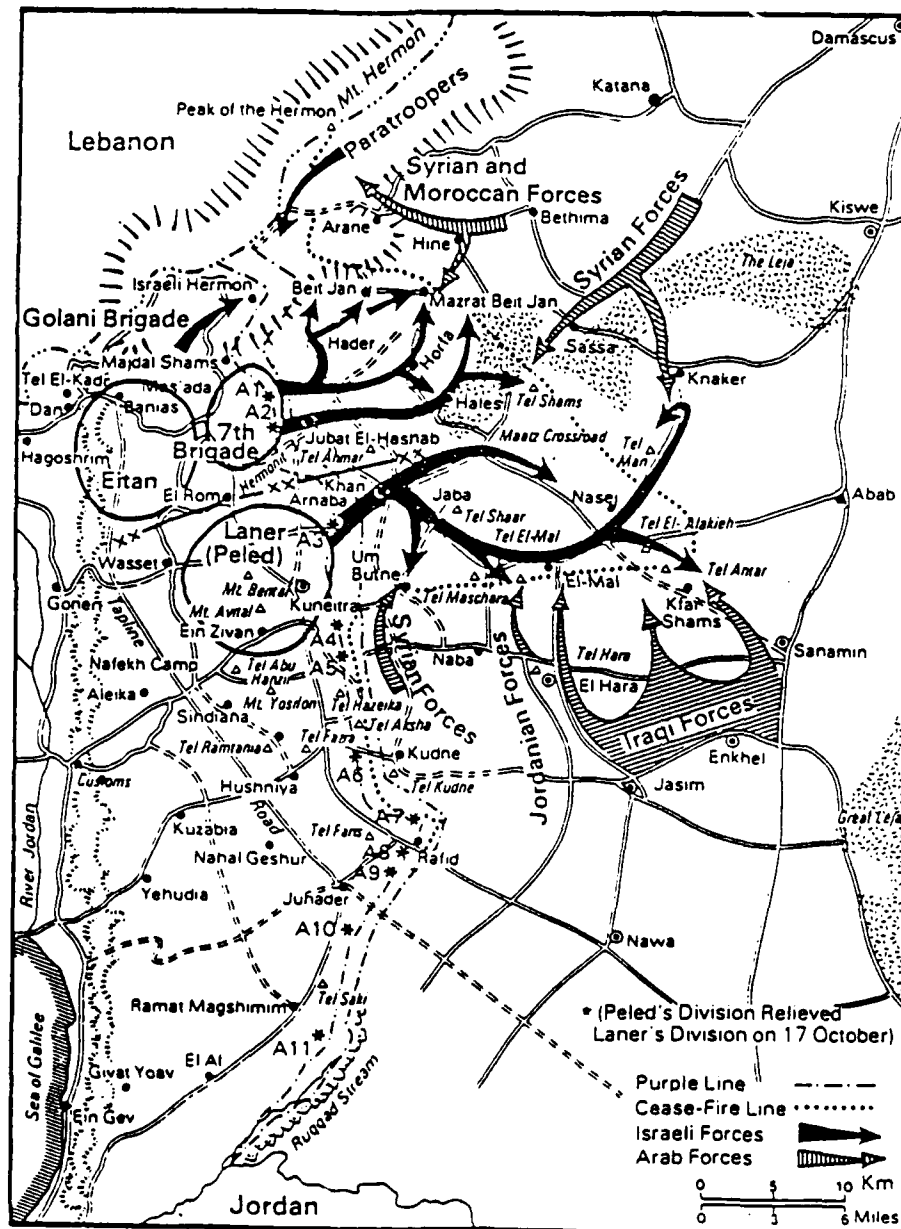 Damascus
Katana
Mt. Hermon
Peak of the Hermon
Paratroopers
Lebanon
Syrian and
Moroccan Forces
Syrian Forces
Kiswe
Arane
Bethima
Hine
The Leja
Israeli Hermon
Beit Jan
Mazrat Beit Jan
Golani Brigade
Hader
Horfa
Sassa
Majdal Shams
Knaker
Tel El-Kadi
Mas'ada
A1
Dan
Banias
A2
Hales
Tel Shams
7th
Brigade
Jubat El-Hasnab
Maatz Crossroad
Tel
Man
Hagoshrim
Tel Ahmar
Eitan
Hermonit
El Rom
Khan
Arnaba
Jaba
Nasej
Abab
Laner
(Peled)
A3
Tel Shaar
Tel El-Mal
Tel El-Alakieh
Wasset
Um
Butne
Tel Antar
Mt. Bental
El-Mal
Gonen
Kuneitra
Tel Maschara
Kfar
Shams
Mt. Avital
Tapline
Road
Ein Zivan
A4
Syrian Forces
Naba
Sanamin
Nafekh Camp
Tel Abu
Hanzir
A5
Tel Hara
El Hara
Aleika
Mt. Yosifon
Tel Hazeika
Jordanian Forces
Iraqi Forces
Sindiana
Tel Aksha
Tel Ramtania
Tel Fazra
Kudne
Enkhel
Customs
A6
Hushniya
Tel Kudne
Jasim
River Jordan
Kuzabia
A7
Great Leja
Tel Faris
Nahal Geshur
A8
Rafid
A9
Yehudia
Juhader
A10
Nawa
Tel Saki
Ramat Magshimim
* (Peled's Division Relieved
Laner's Division on 17 October)
A11
El Al
Givat Yoav
Sea of Galilee
Ein Gev
Ruggad Stream
Purple Line
Cease-Fire Line
Israeli Forces
Arab Forces
Jordan
0 5 10 Km
0 3 6 Miles